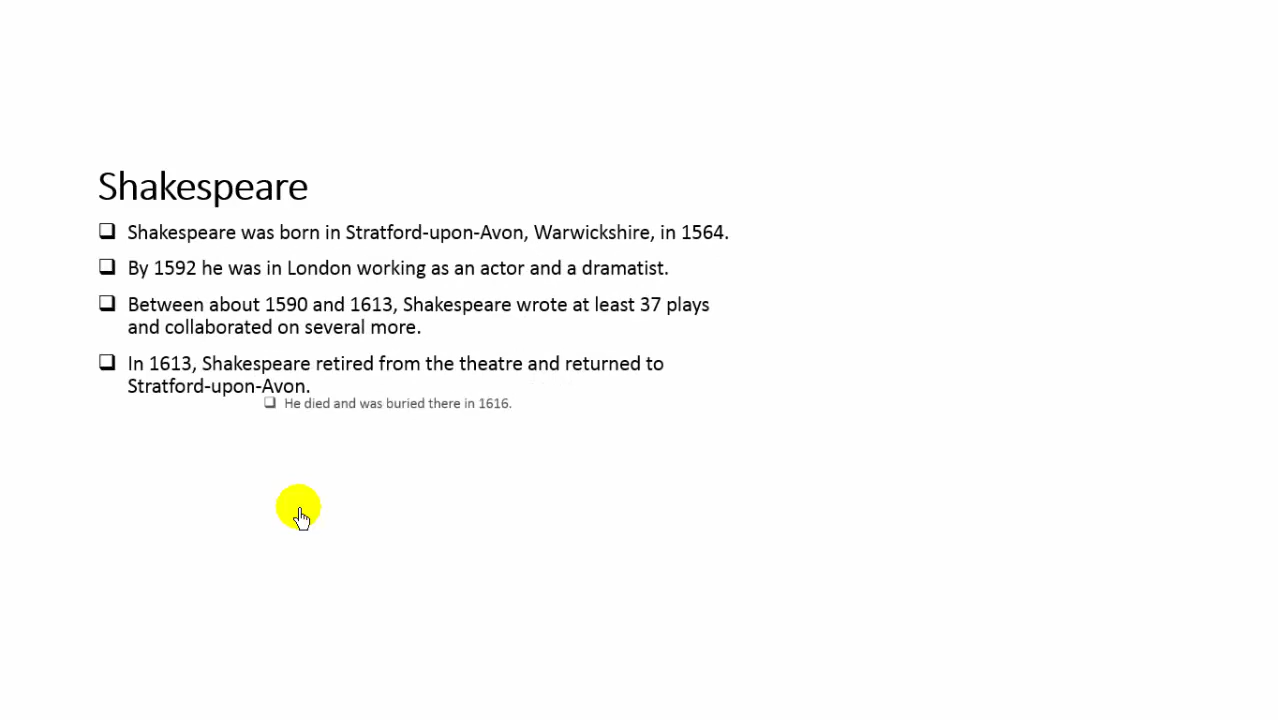 Shakespeare
❑ Shakespeare was born in Stratford-upon-Avon, Warwickshire, in 1564.
❑ By 1592 he was in London working as an actor and a dramatist.
❑ Between about 1590 and 1613, Shakespeare wrote at least 37 plays
and collaborated on several more.
❑ In 1613, Shakespeare retired from the theatre and returned to
Stratford-upon-Avon.
❑ He died and was buried there in 1616.